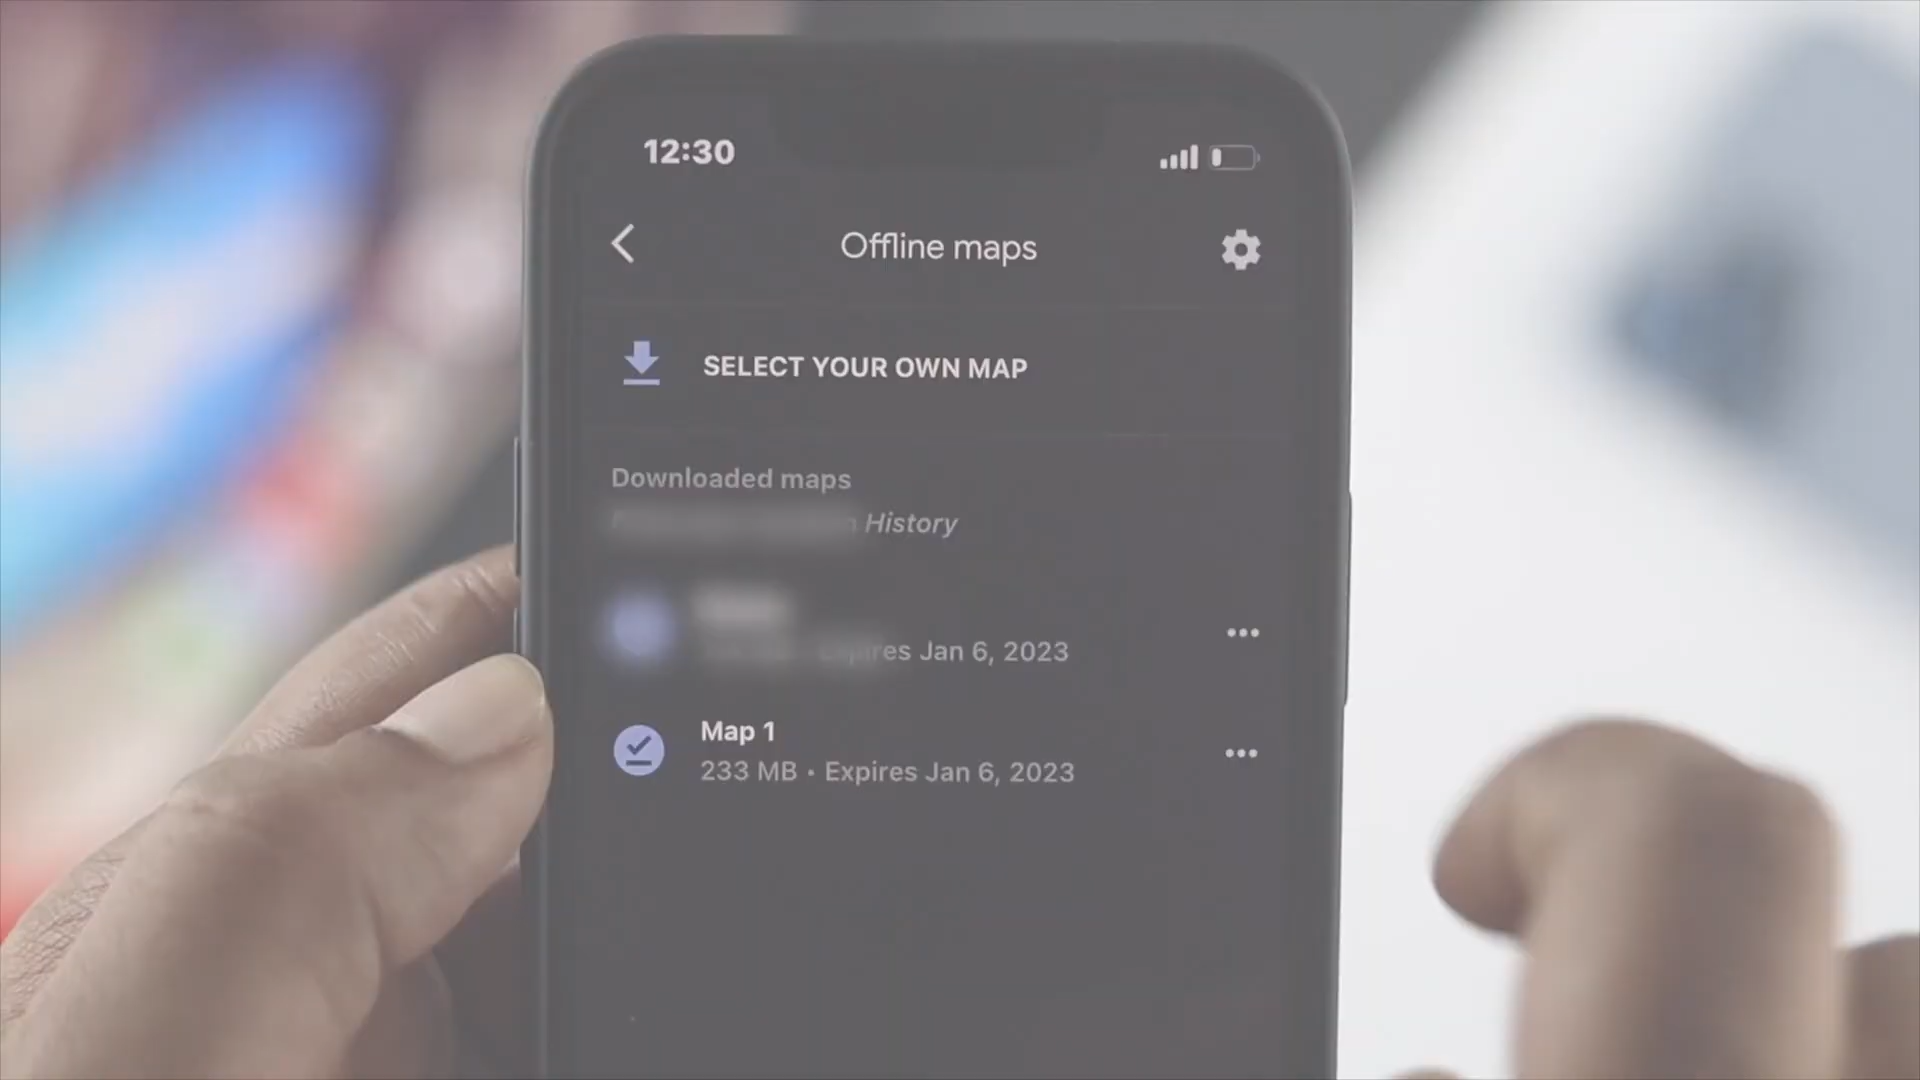 12:30
Offline maps
SELECT YOUR OWN MAP
Downloaded maps
History
Expires Jan 6, 2023
Map 1
233 MB • Expires Jan 6, 2023